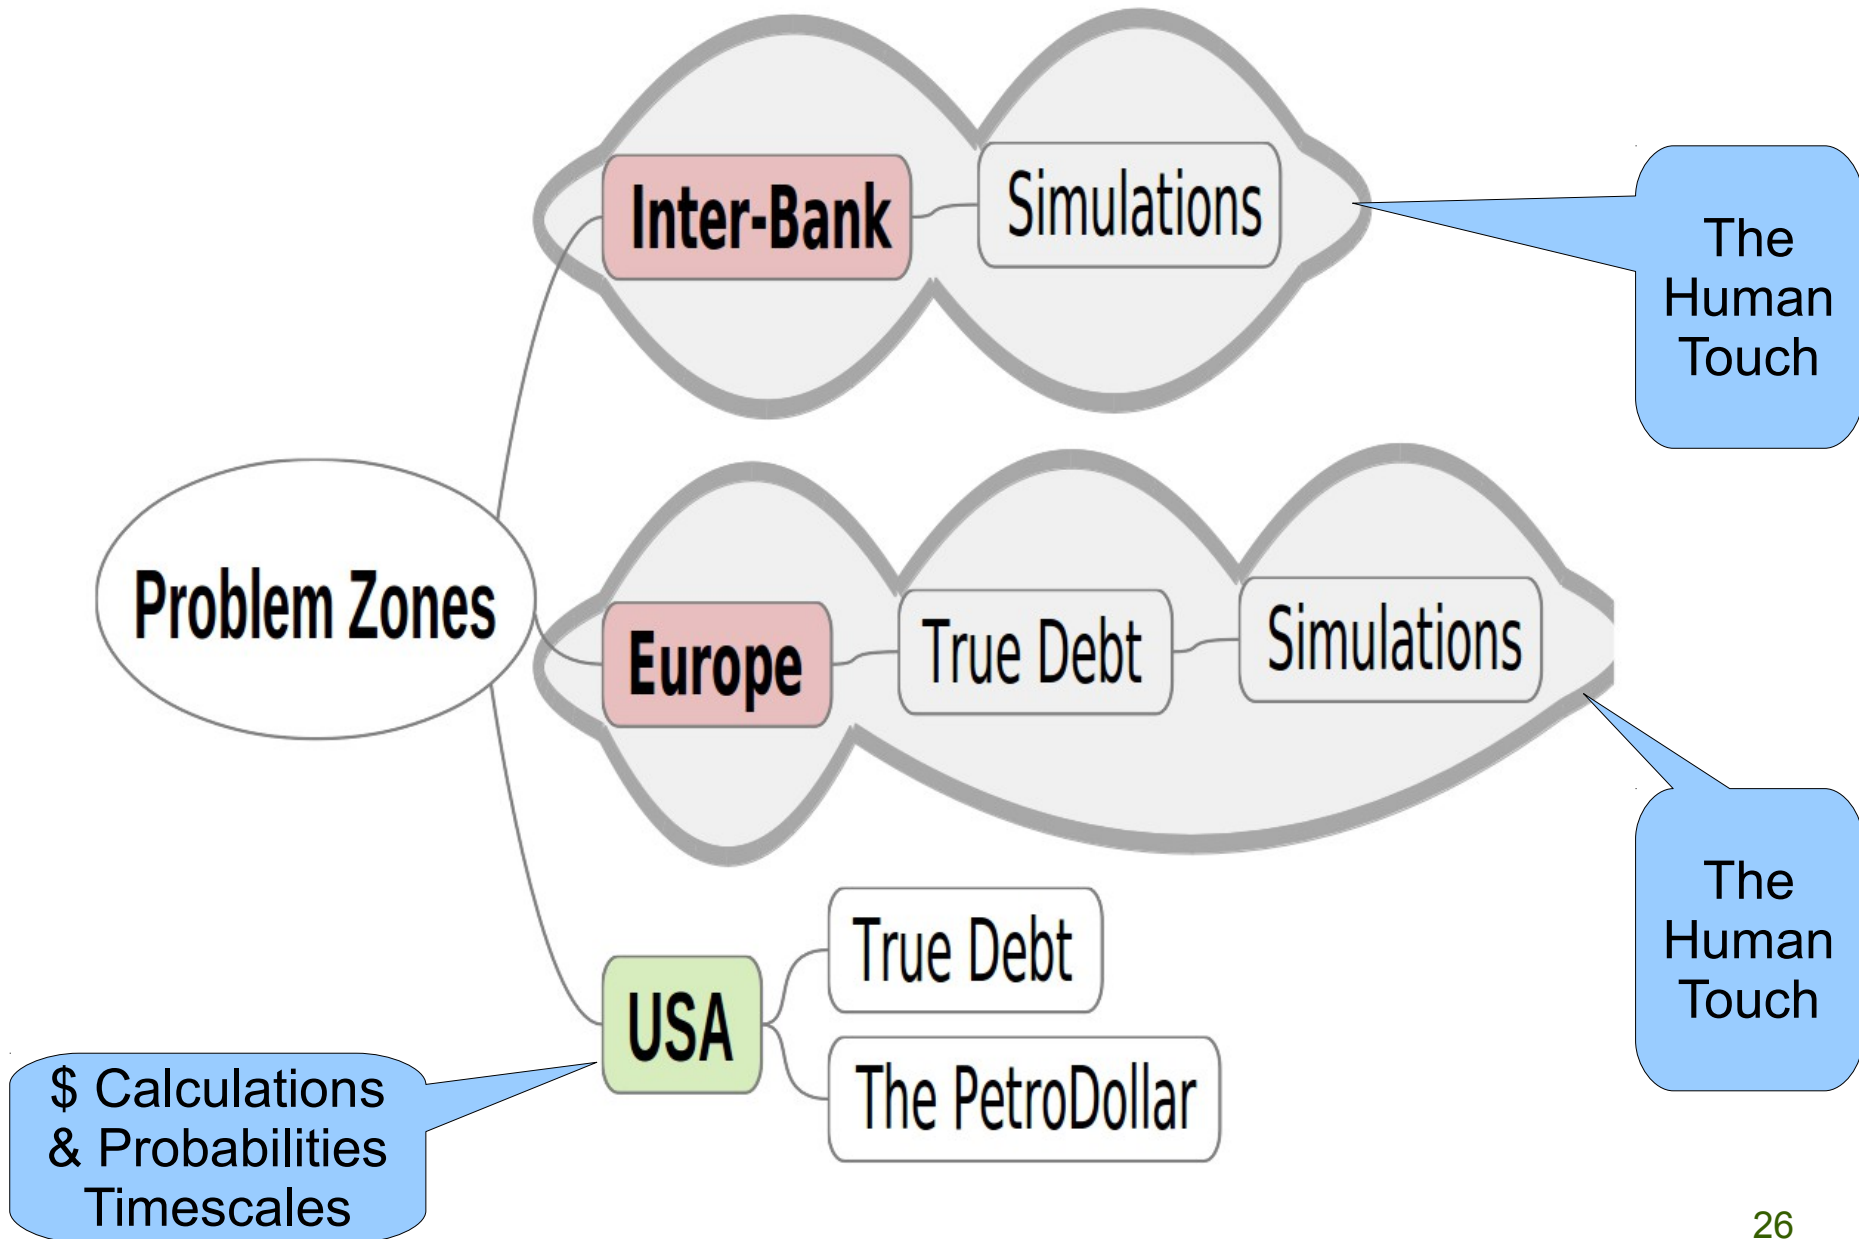 Inter-Bank
Simulations
The
Human
Touch
Problem Zones
Europe
True Debt
Simulations
The
Human
Touch
USA
True Debt
The PetroDollar
$ Calculations
& Probabilities
Timescales
26